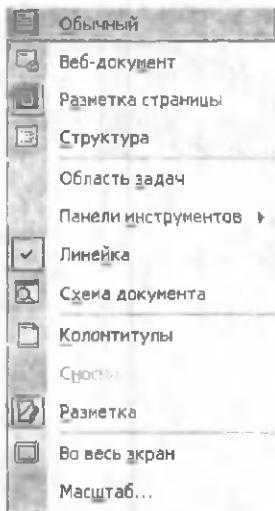 Обычный
Веб-документ
Разметка страницы
Структура
Область задач
Панели инструментов
Линейка
Схема документа
Колонтитулы
Сноски
Разметка
Во весь экран
Масштаб...